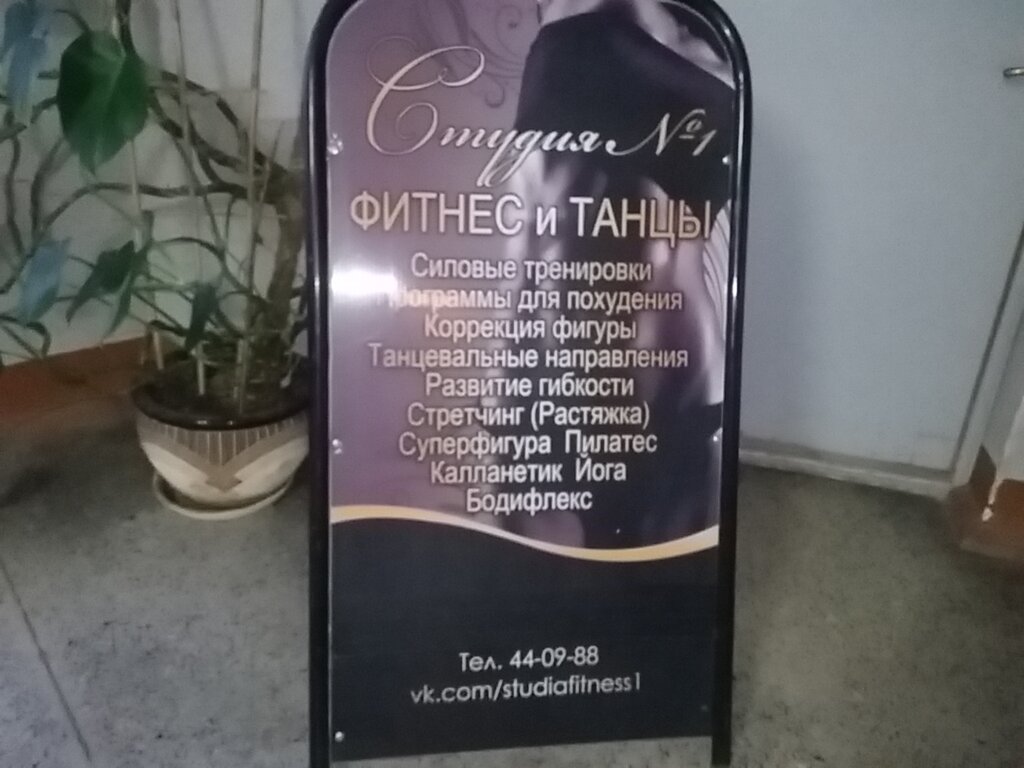 Студия №1
ФИТНЕС и ТАНЦЫ
Силовые тренировки
Программы для похудения
Коррекция фигуры
Танцевальные направления
Развитие гибкости
Стретчинг (Растяжка)
Суперфигура Пилатес
Калланетик Йога
Бодифлекс
Тел. 44-09-88
vk.com/studiafitness1